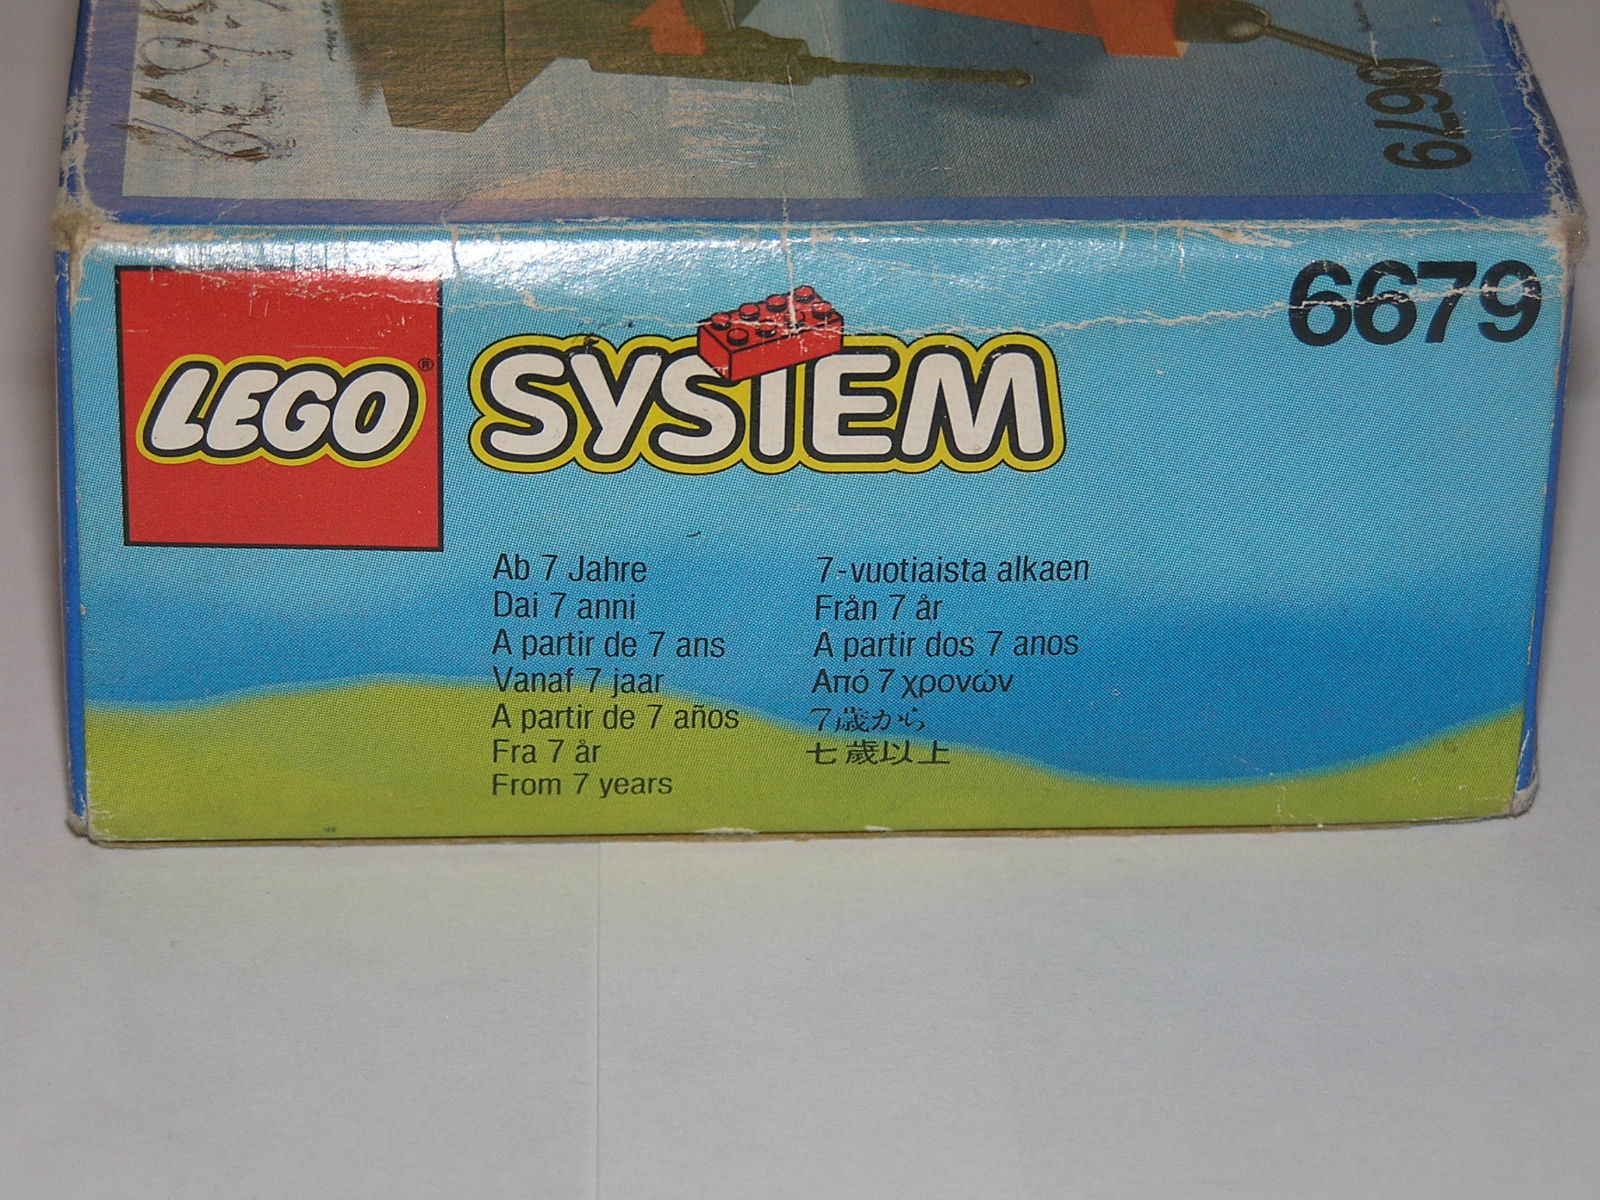 6679
LEGO®
SYSTEM
6679
Ab 7 Jahre
Dai 7 anni
A partir de 7 ans
Vanaf 7 jaar
A partir de 7 años
Fra 7 år
From 7 years
7-vuotiaista alkaen
Från 7 år
A partir dos 7 anos
Από 7 χρονών
7歳から
七歲以上